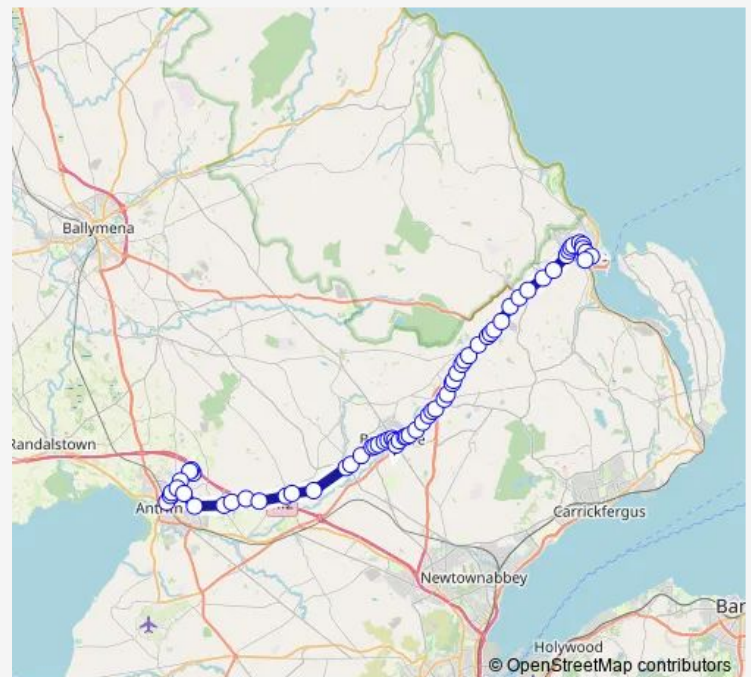 Ballymena
Randalstown
Carrickfergus
Newtownabbey
Bar
Holywood
© OpenStreetMap contributors